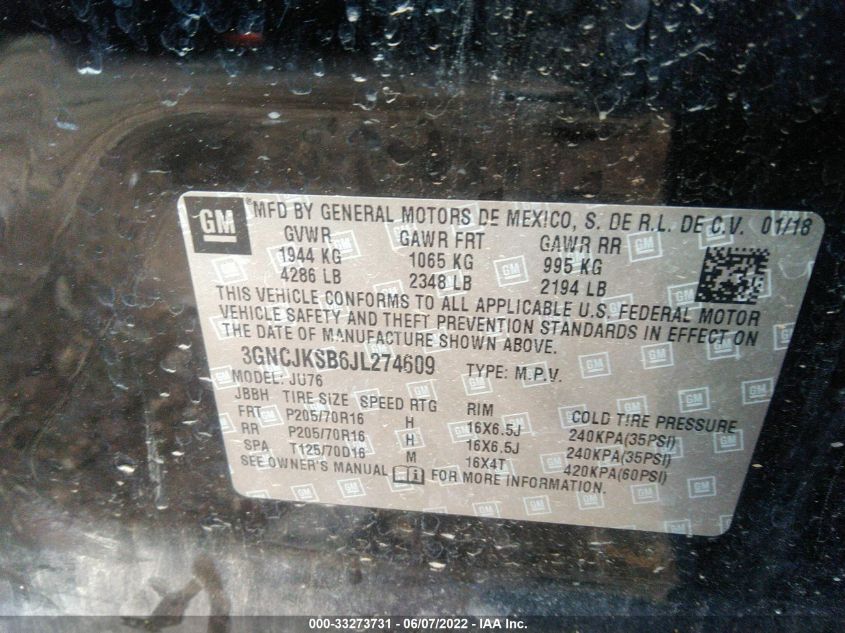 GM ® MFD BY GENERAL MOTORS DE MEXICO, S. DE R.L. DE C.V. 01/18
GVWR GAWR FRT GAWR RR
1944 KG 1065 KG 995 KG
4286 LB 2348 LB 2194 LB
THIS VEHICLE CONFORMS TO ALL APPLICABLE U.S. FEDERAL MOTOR
VEHICLE SAFETY AND THEFT PREVENTION STANDARDS IN EFFECT ON
THE DATE OF MANUFACTURE SHOWN ABOVE.
3GNCJKSB6JL274609 TYPE: M.P.V.
MODEL: JU76
JBBH TIRE SIZE SPEED RTG RIM COLD TIRE PRESSURE
FRT P205/70R16 H 16X6.5J 240KPA(35PSI)
RR P205/70R16 H 16X6.5J 240KPA(35PSI)
SPA T125/70D16 M 16X4T 420KPA(60PSI)
SEE OWNER'S MANUAL FOR MORE INFORMATION.
000-33273731 - 06/07/2022 - IAA Inc.